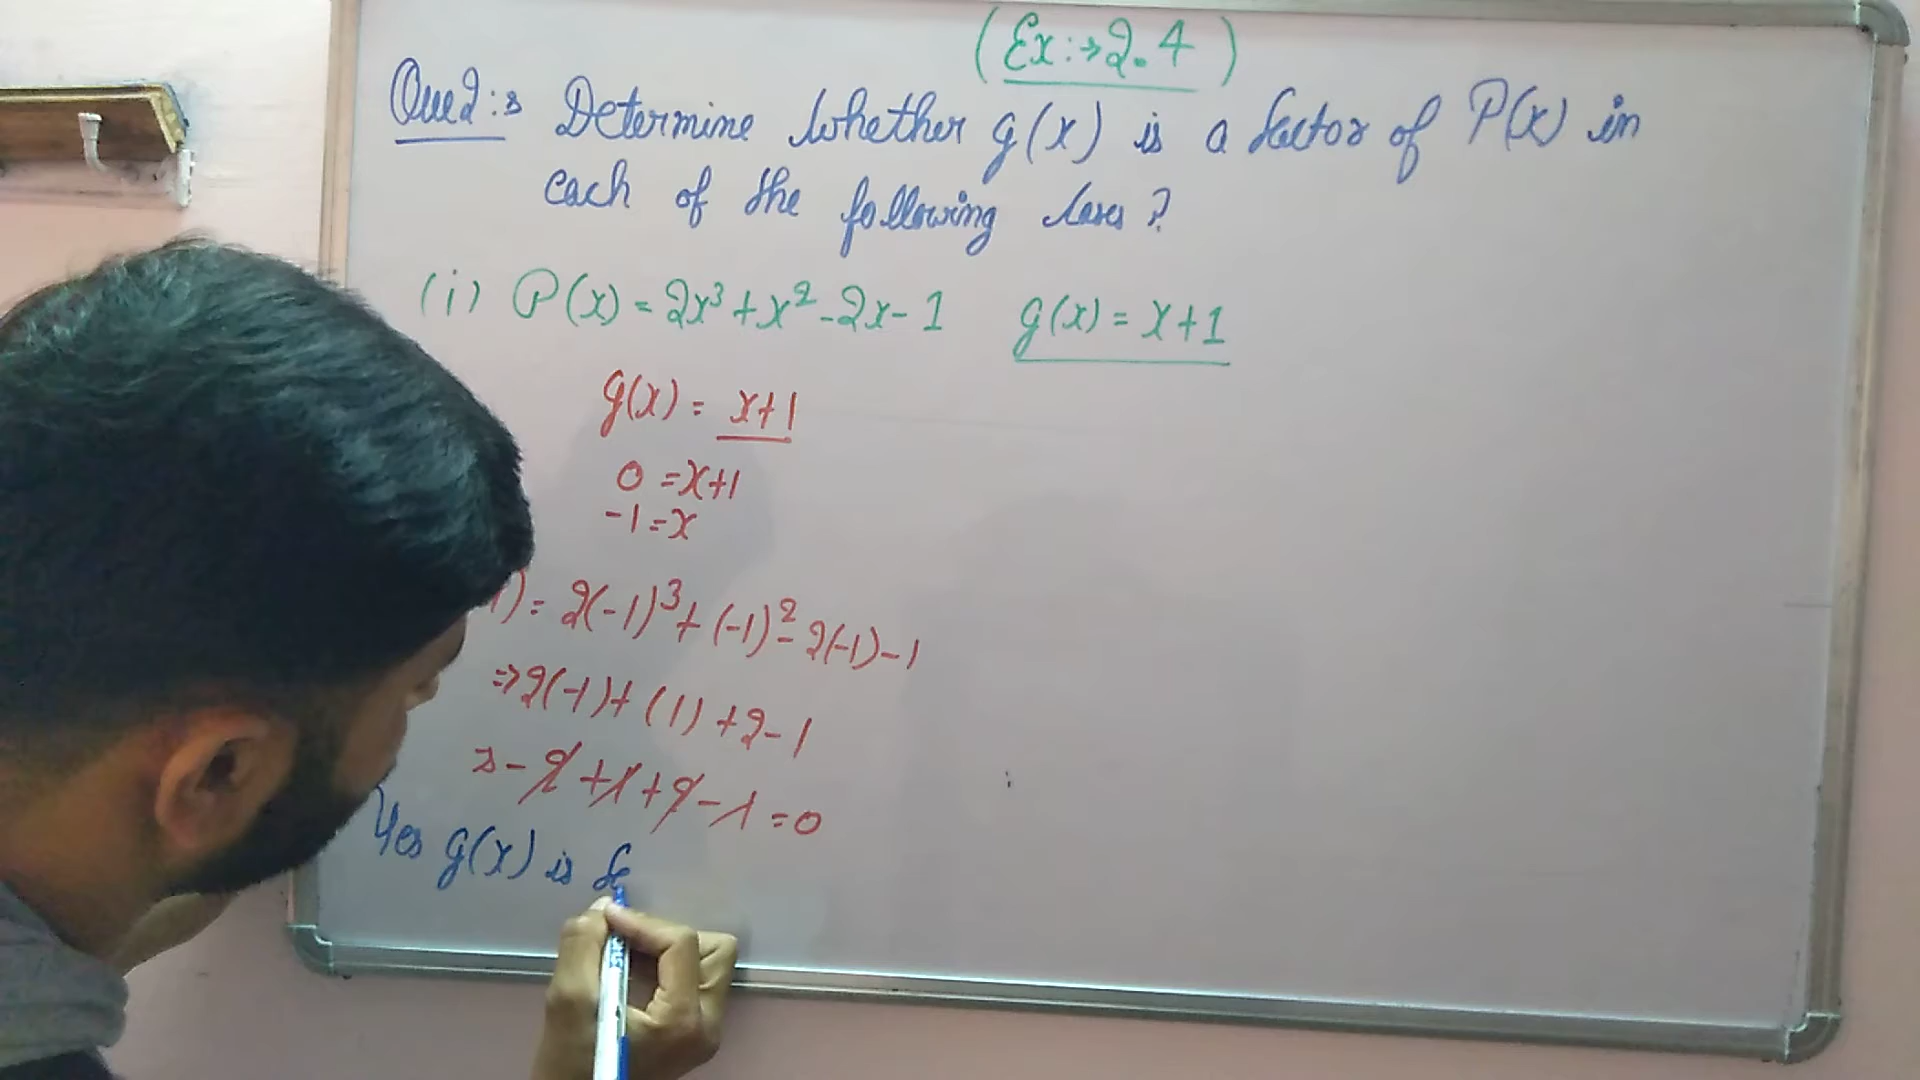 (Ex:→2.4)
Que2:→ Determine whether g(x) is a factor of P(x) in
each of the following cases?
(i) P(x) = 2x³+x²-2x-1 g(x) = x+1
g(x) = x+1
0 = x+1
-1 = x
1) = 2(-1)³+(-1)²-2(-1)-1
⇒2(-1)+(1)+2-1
-2+1+2-1=0
Yes g(x) is fa